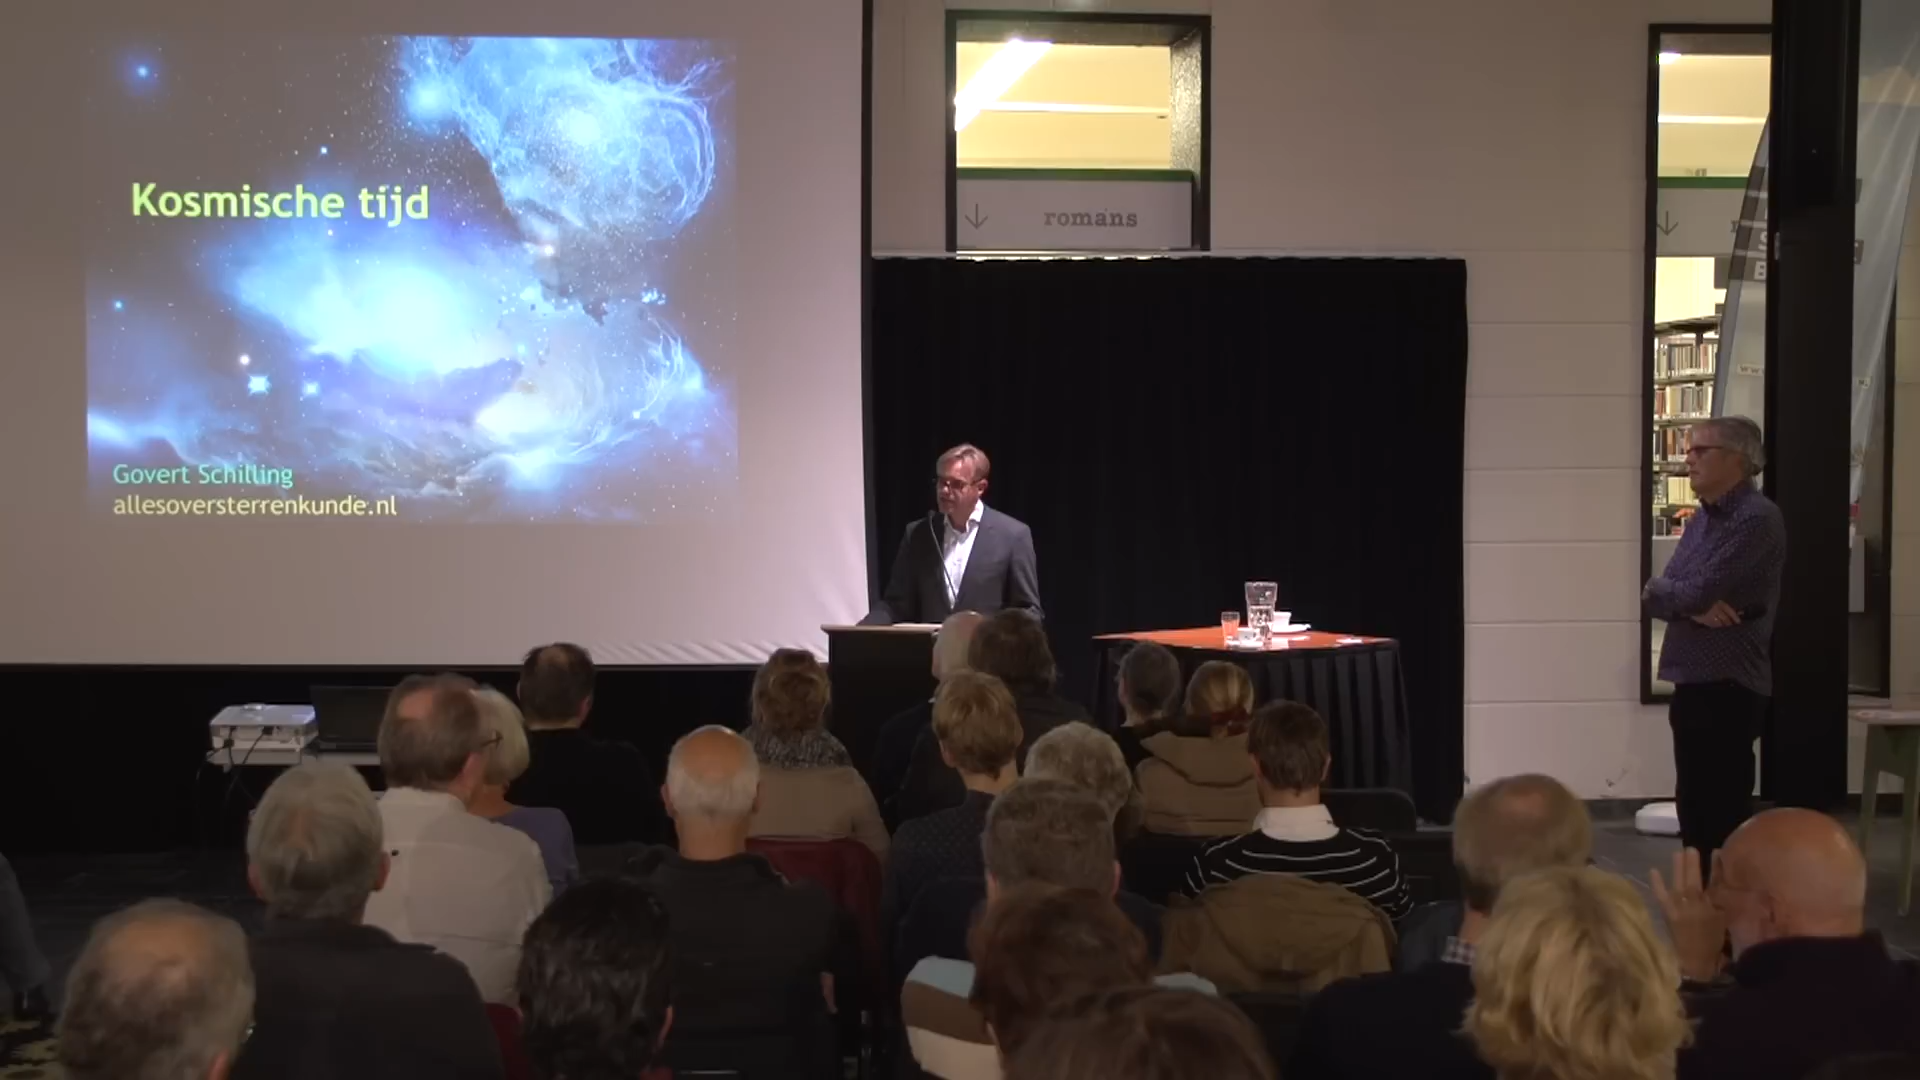 Kosmische tijd
Govert Schilling
allesoversterrenkunde.nl
romans